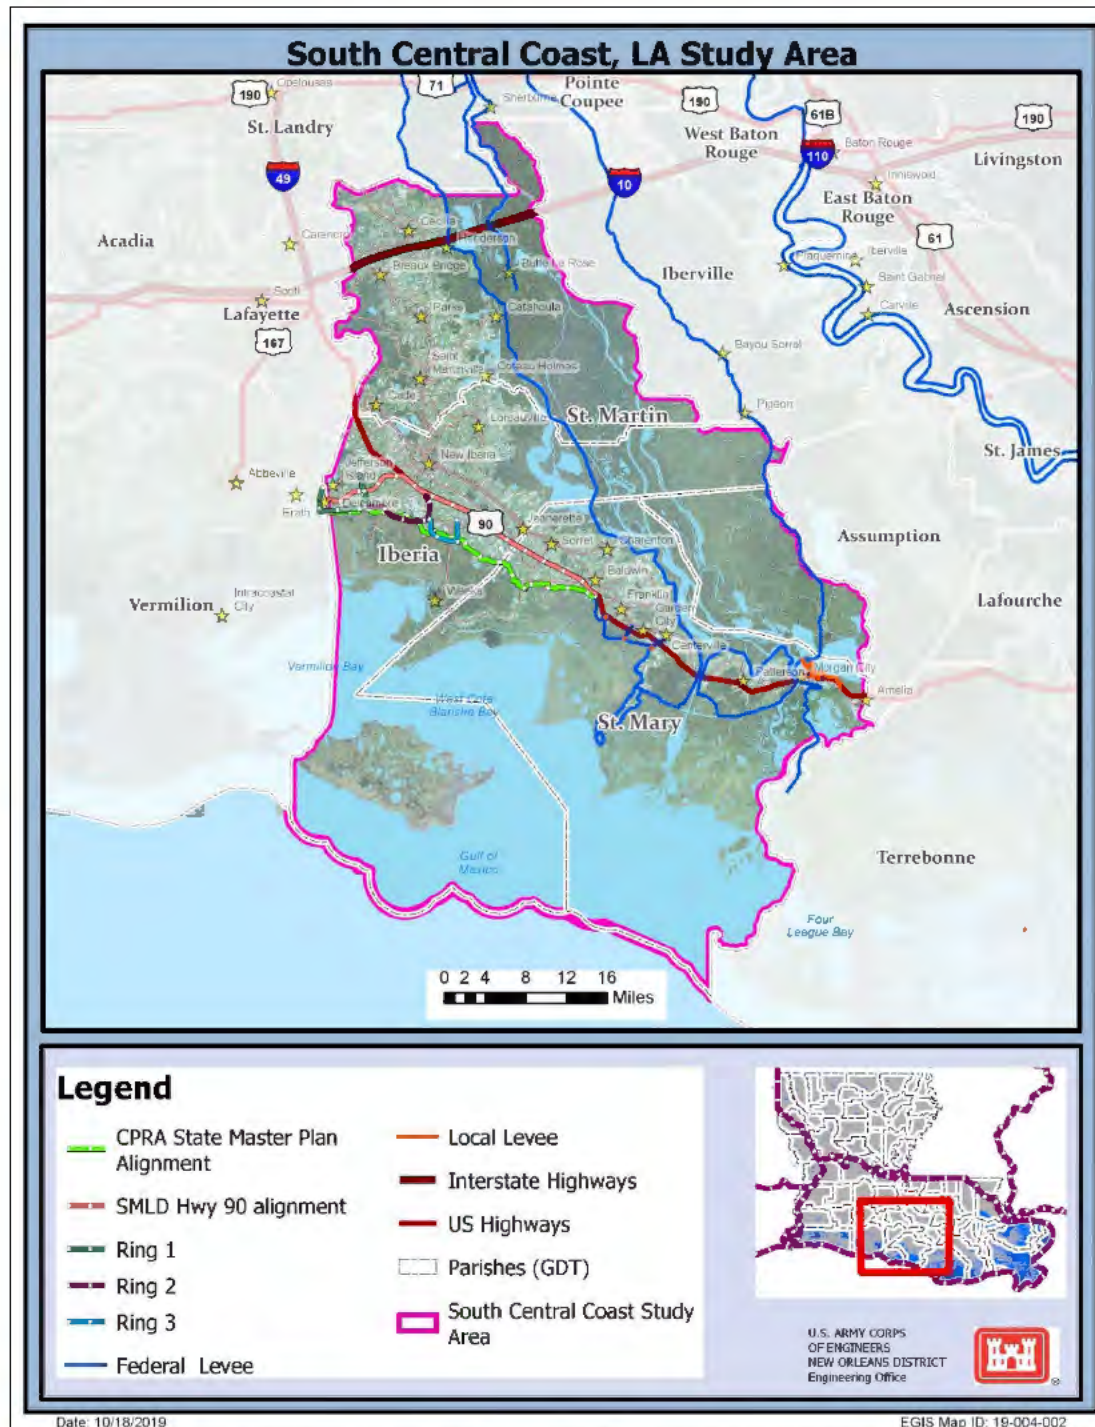 South Central Coast, LA Study Area
Opelousas
190
71
Sherburne
Pointe
Coupee
190
61B
190
St. Landry
West Baton
Rouge
Baton Rouge
Livingston
49
10
110
Inniswold
East Baton
Rouge
Acadia
Carencro
Cecilia
Henderson
61
Iberville
Plaquemine
Breaux Bridge
Butte La Rose
Iberville
Saint Gabriel
Scott
Lafayette
Parks
Catahoula
Carville
Ascension
167
Saint
Martinville
Coteau Holmes
Bayou Sorrel
Cade
Loreauville
St. Martin
Pigeon
St. James
Abbeville
Jefferson
Island
New Iberia
Erath
Delcambre
90
Jeanerette
Sorrel
Charenton
Assumption
Iberia
Baldwin
Vermilion
Intracoastal
City
Weeks
Franklin
Garden
City
Centerville
Lafourche
Vermilion Bay
Patterson
Morgan City
Amelia
West Cote
Blanche Bay
St. Mary
Gulf of
Mexico
Terrebonne
Four
League Bay
0 2 4 8 12 16
Miles
Legend
CPRA State Master Plan
Alignment
SMLD Hwy 90 alignment
Ring 1
Ring 2
Ring 3
Federal Levee
Local Levee
Interstate Highways
US Highways
Parishes (GDT)
South Central Coast Study
Area
U.S. ARMY CORPS
OF ENGINEERS
NEW ORLEANS DISTRICT
Engineering Office
®
Date: 10/18/2019
EGIS Map ID: 19-004-002